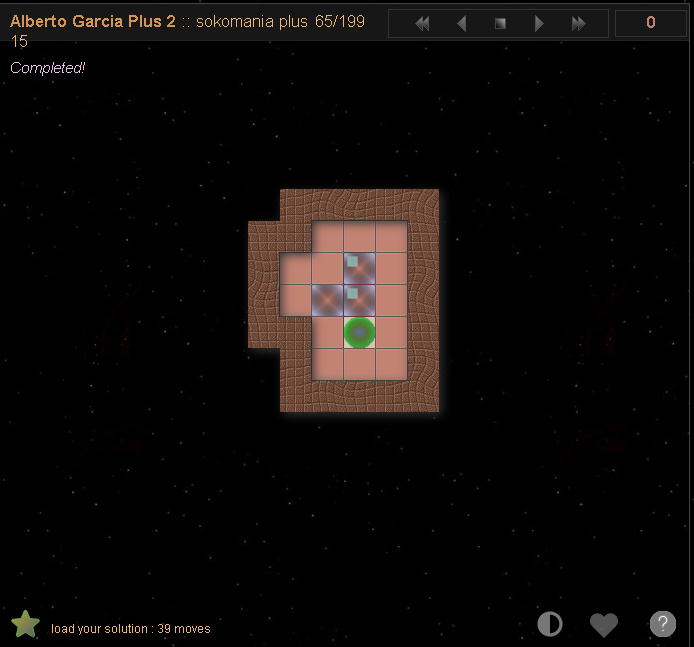 Alberto Garcia Plus 2 :: sokomania plus 65/199
15
0
Completed!
load your solution : 39 moves
?